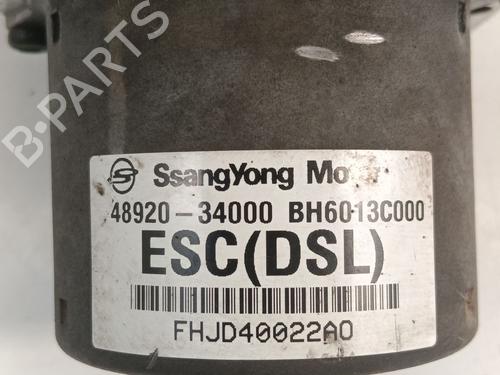 B-PARTS
SsangYong Mo
48920-34000 BH6013C000
ESC(DSL)
FHJD40022A0